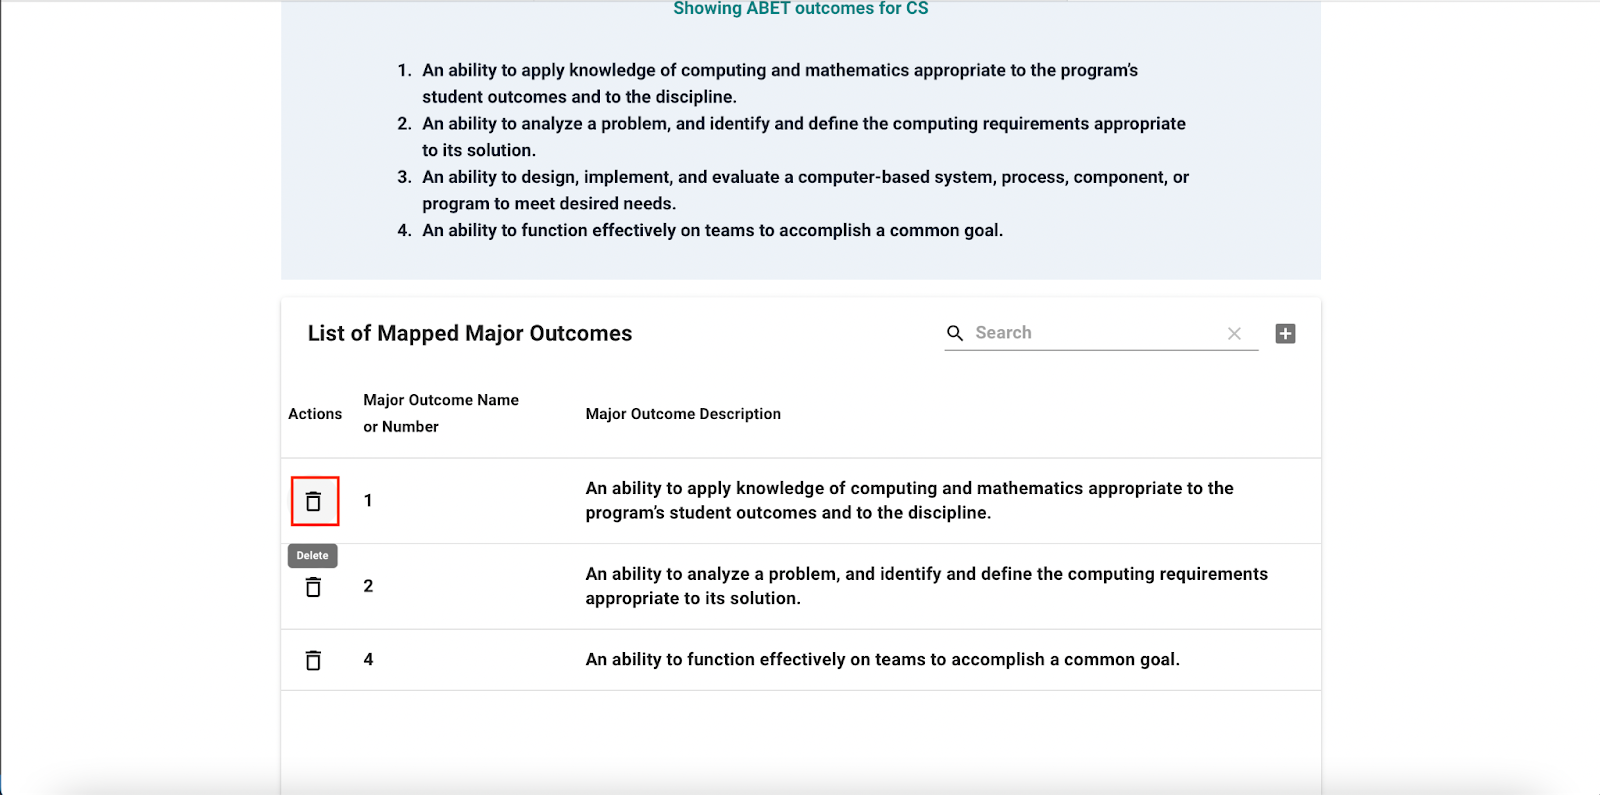 Showing ABET outcomes for CS
1. An ability to apply knowledge of computing and mathematics appropriate to the program’s
student outcomes and to the discipline.
2. An ability to analyze a problem, and identify and define the computing requirements appropriate
to its solution.
3. An ability to design, implement, and evaluate a computer-based system, process, component, or
program to meet desired needs.
4. An ability to function effectively on teams to accomplish a common goal.
List of Mapped Major Outcomes
Search
Actions
Major Outcome Name
or Number
Major Outcome Description
1
An ability to apply knowledge of computing and mathematics appropriate to the
program’s student outcomes and to the discipline.
Delete
2
An ability to analyze a problem, and identify and define the computing requirements
appropriate to its solution.
4
An ability to function effectively on teams to accomplish a common goal.